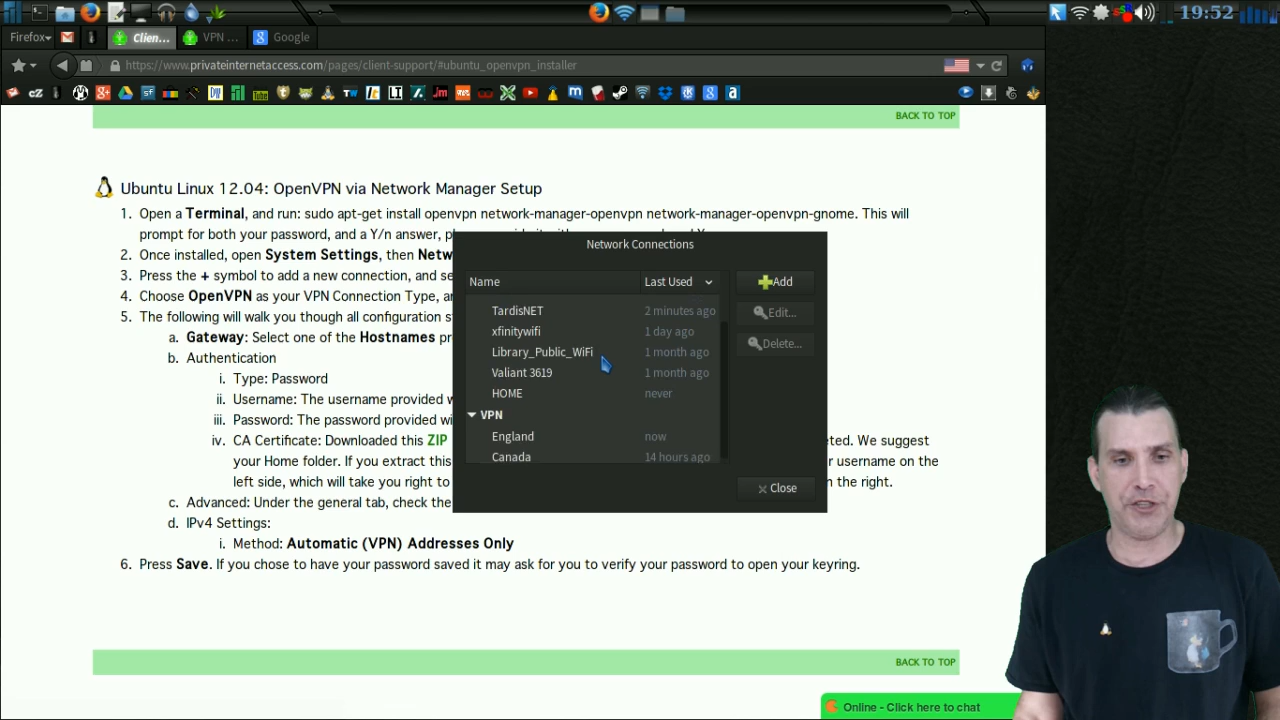 19:52
Firefox
Clien...
VPN ...
Google
https://www.privateinternetaccess.com/pages/client-support/#ubuntu_openvpn_installer
BACK TO TOP
Ubuntu Linux 12.04: OpenVPN via Network Manager Setup
1. Open a Terminal, and run: sudo apt-get install openvpn network-manager-openvpn network-manager-openvpn-gnome. This will
prompt for both your password, and a Y/n answer,
2. Once installed, open System Settings, then Netw
3. Press the + symbol to add a new connection, and se
4. Choose OpenVPN as your VPN Connection Type, an
5. The following will walk you though all configuration s
a. Gateway: Select one of the Hostnames pr
b. Authentication
i. Type: Password
ii. Username: The username provided w
iii. Password: The password provided wi
iv. CA Certificate: Downloaded this ZIP
eted. We suggest
your Home folder. If you extract this
r username on the
left side, which will take you right to
n the right.
c. Advanced: Under the general tab, check the
d. IPv4 Settings:
i. Method: Automatic (VPN) Addresses Only
6. Press Save. If you chose to have your password saved it may ask for you to verify your password to open your keyring.
Network Connections
Name Last Used
Add
TardisNET 2 minutes ago
Edit...
xfinitywifi 1 day ago
Delete...
Library_Public_WiFi 1 month ago
Valiant 3619 1 month ago
HOME never
VPN
England now
Canada 14 hours ago
Close
BACK TO TOP
Online - Click here to chat